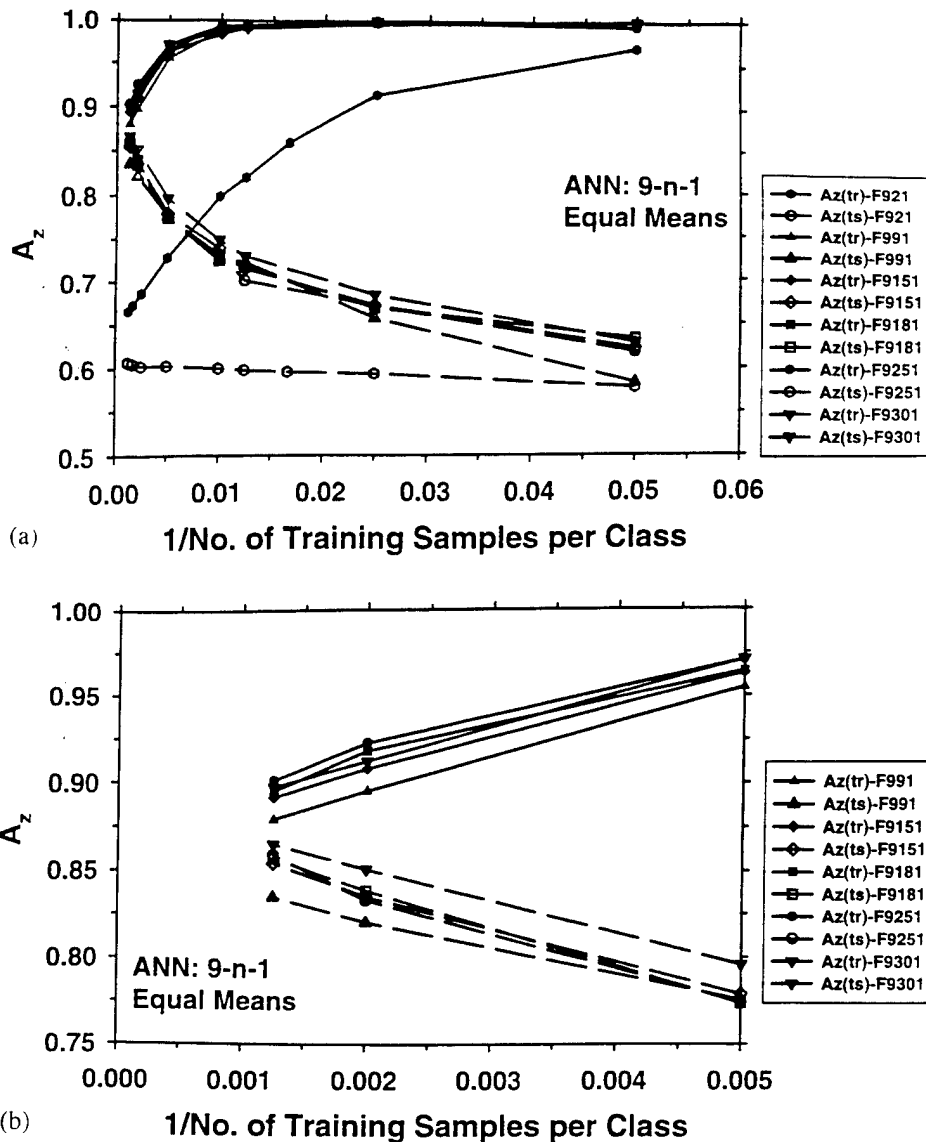 1.0
0.9
0.8
0.7
0.6
0.5
A_z
ANN: 9-n-1
Equal Means
Az(tr)-F921
Az(ts)-F921
Az(tr)-F991
Az(ts)-F991
Az(tr)-F9151
Az(ts)-F9151
Az(tr)-F9181
Az(ts)-F9181
Az(tr)-F9251
Az(ts)-F9251
Az(tr)-F9301
Az(ts)-F9301
0.00 0.01 0.02 0.03 0.04 0.05 0.06
(a) 1/No. of Training Samples per Class
1.00
0.95
0.90
0.85
0.80
0.75
A_z
Az(tr)-F991
Az(ts)-F991
Az(tr)-F9151
Az(ts)-F9151
Az(tr)-F9181
Az(ts)-F9181
Az(tr)-F9251
Az(ts)-F9251
Az(tr)-F9301
Az(ts)-F9301
ANN: 9-n-1
Equal Means
0.000 0.001 0.002 0.003 0.004 0.005
(b) 1/No. of Training Samples per Class